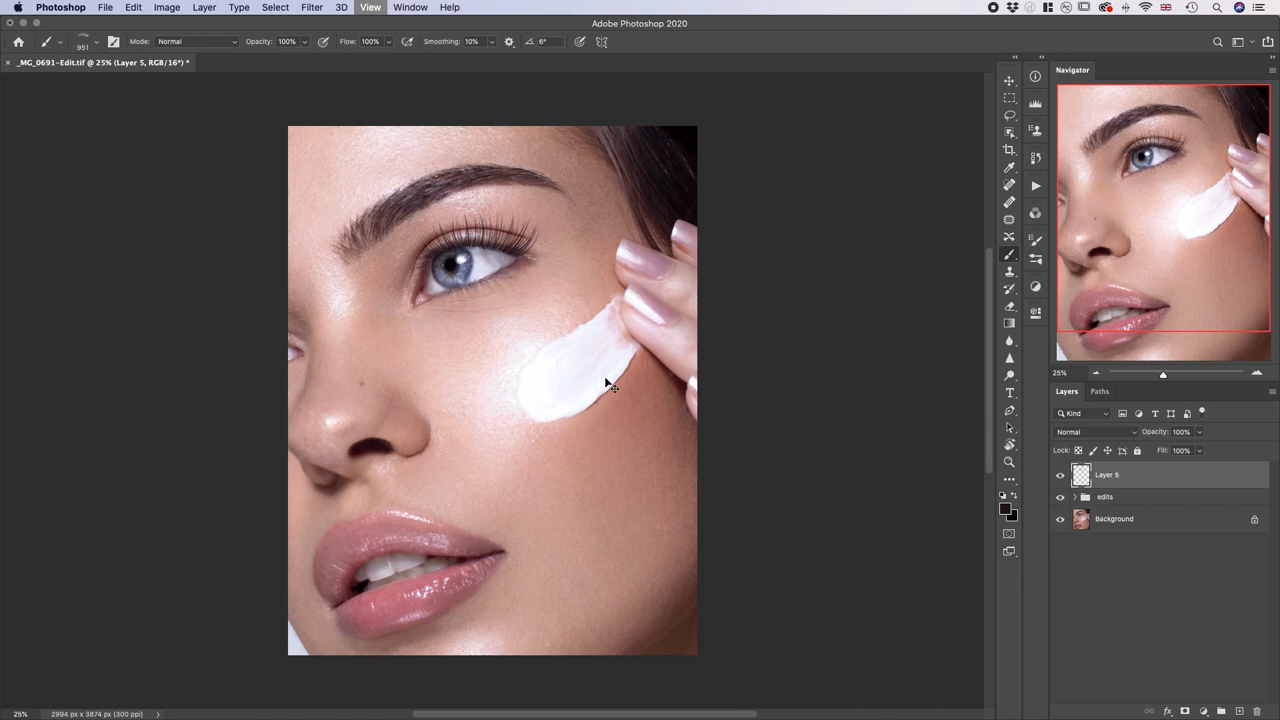 Photoshop File Edit Image Layer Type Select Filter 3D View Window Help
Adobe Photoshop 2020
951 Mode: Normal Opacity: 100% Flow: 100% Smoothing: 10% 6°
× _MG_0691-Edit.tif @ 25% (Layer 5, RGB/16*) *
Navigator
25%
Layers Paths
Kind
Normal Opacity: 100%
Lock: Fill: 100%
Layer 5
edits
Background
25% 2994 px x 3874 px (300 ppi)